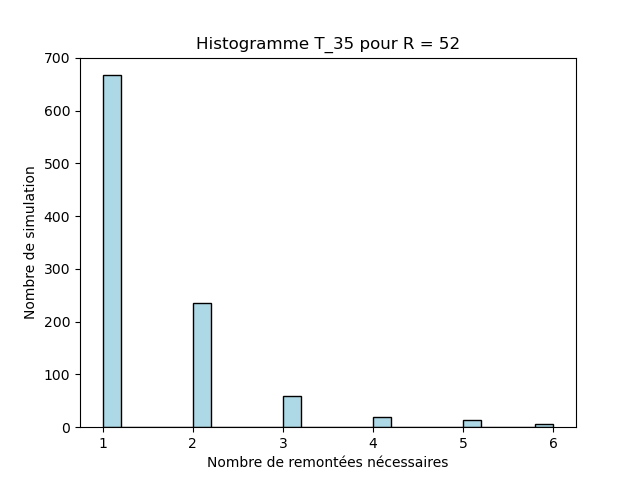 Histogramme T_35 pour R = 52
700
600
500
400
300
200
100
0
Nombre de simulation
1 2 3 4 5 6
Nombre de remontées nécessaires